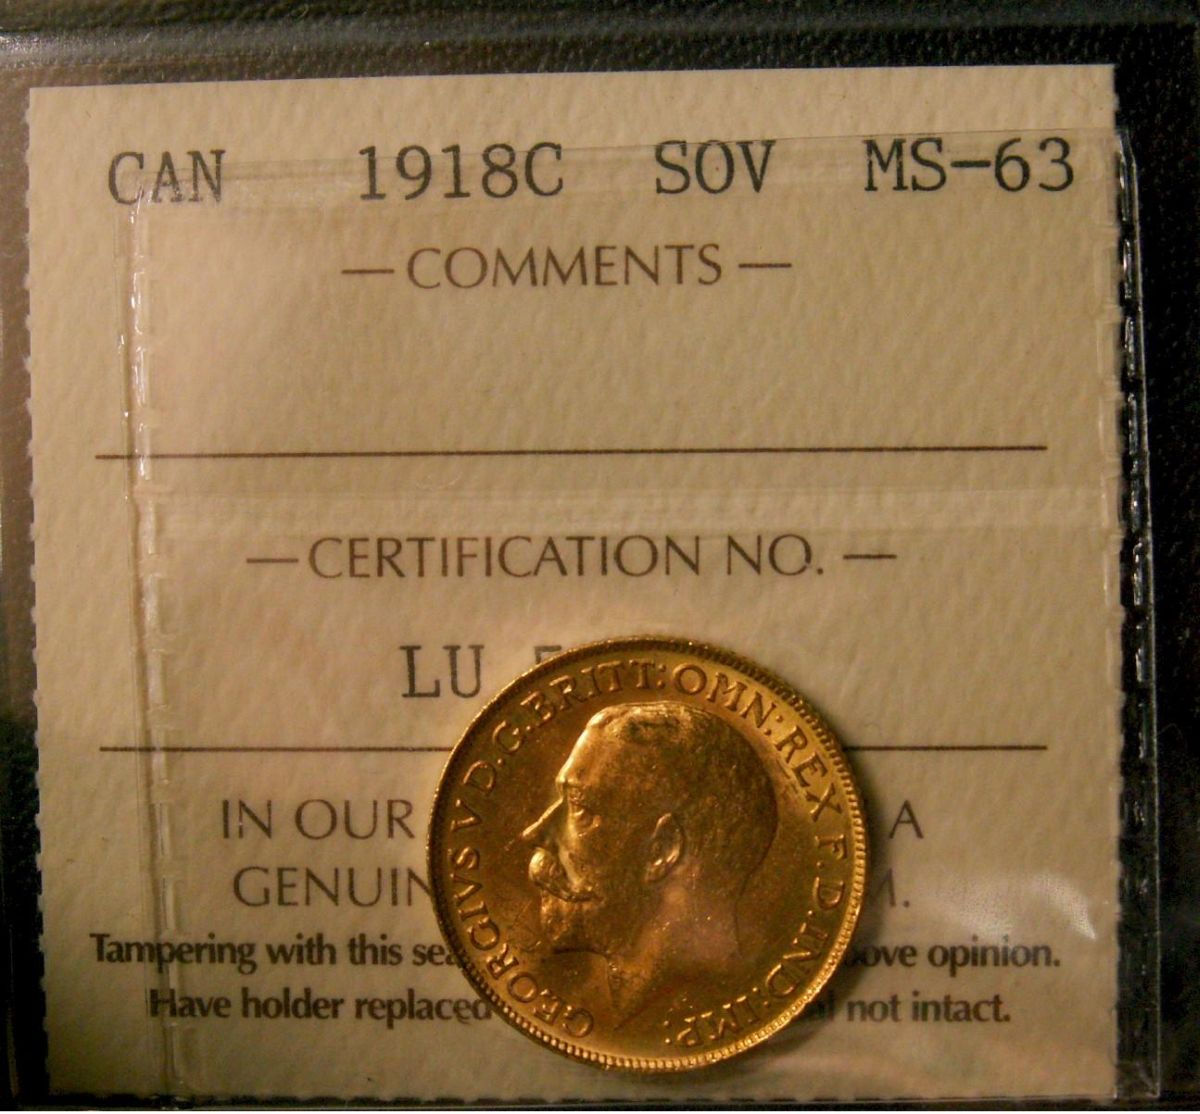 CAN 1918C SOV MS-63
— COMMENTS —
— CERTIFICATION NO. —
LU
GEORGIVS V D.G.BRITT:OMN:REX F.D.IND:IMP:
IN OUR A
GENUIN M.
Tampering with this sea ove opinion.
Have holder replaced al not intact.